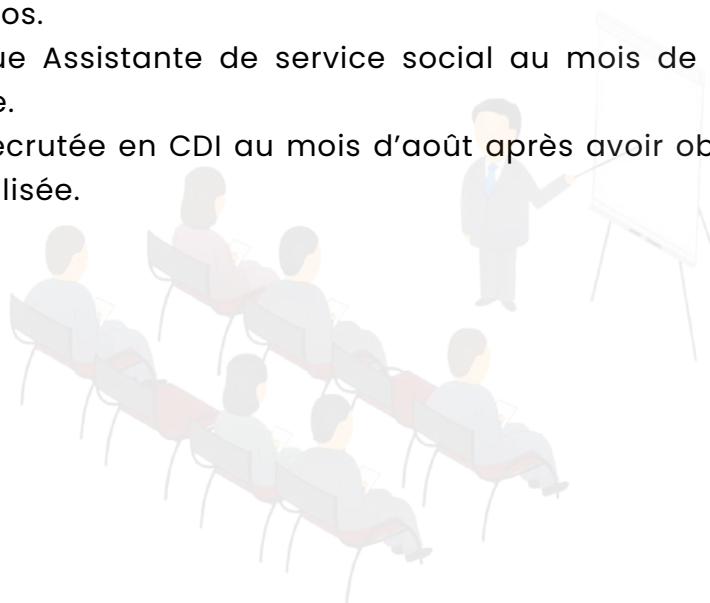 os.
ue Assistante de service social au mois de
e.
ecrutée en CDI au mois d’août après avoir ob
lisée.